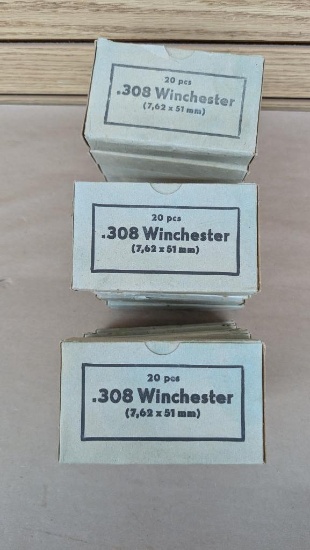 20 pcs
.308 Winchester
(7,62 x 51 mm)
20 pcs
.308 Winchester
(7,62 x 51 mm)
20 pcs
.308 Winchester
(7,62 x 51 mm)